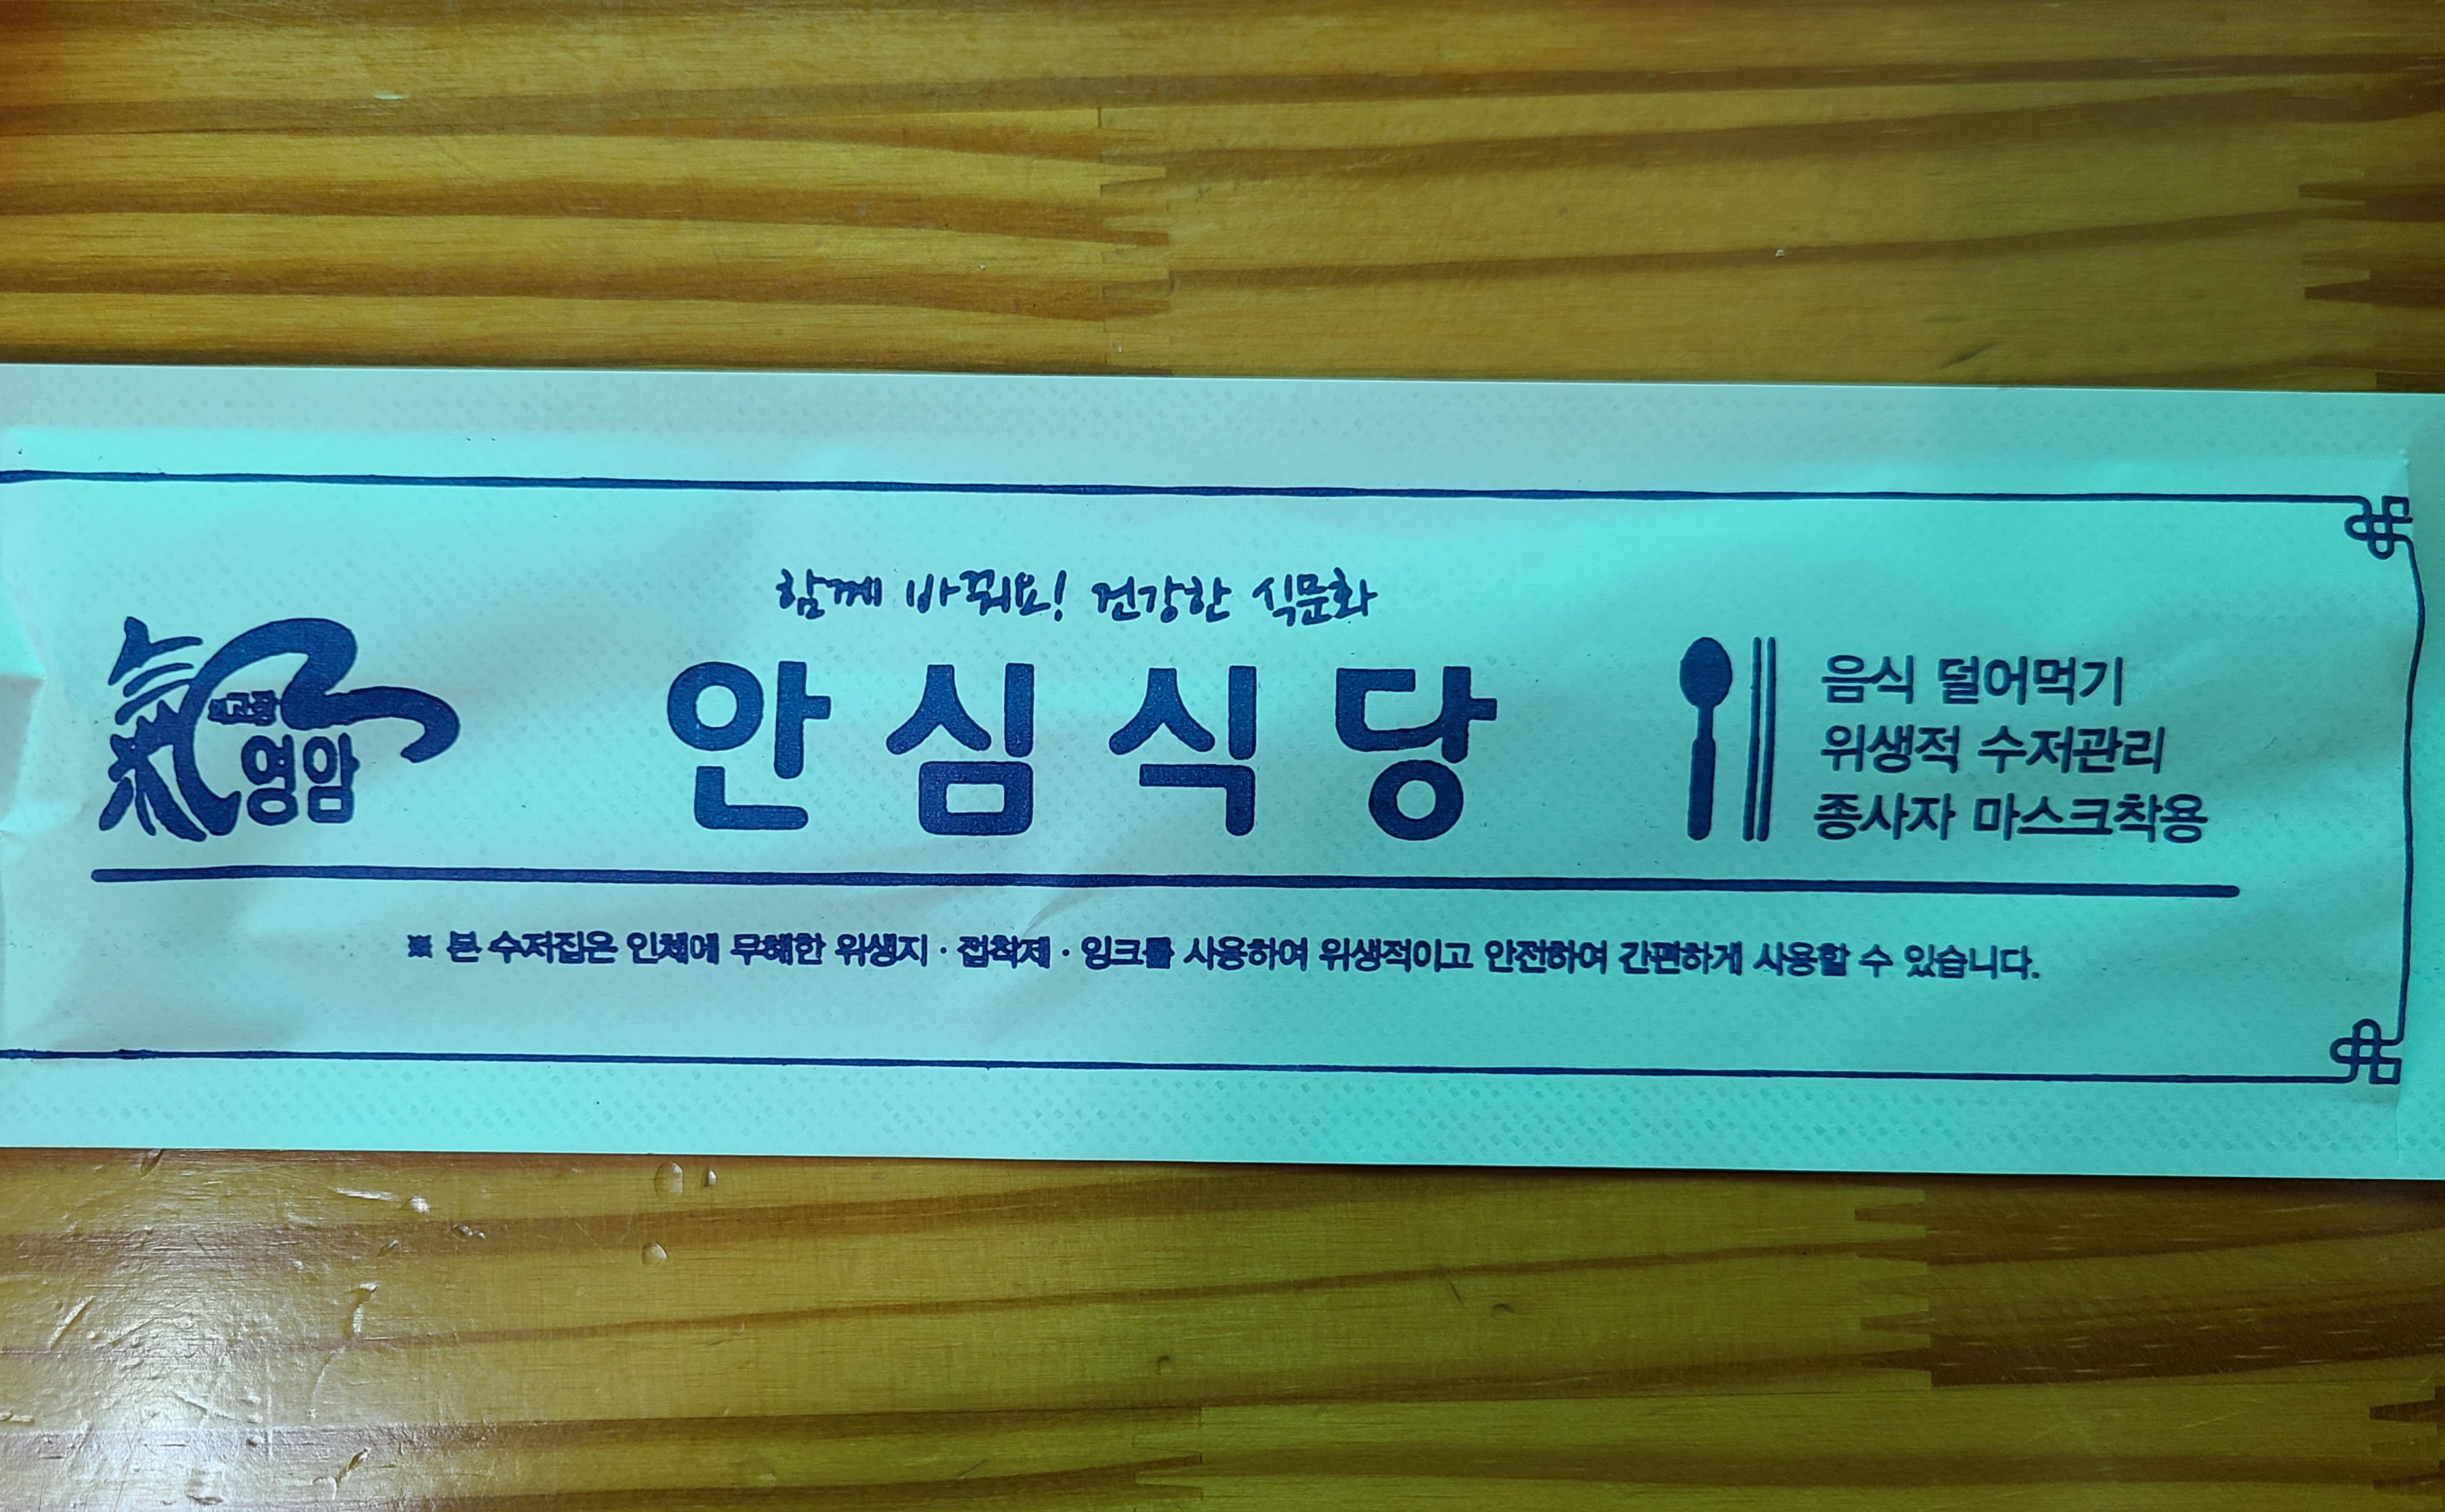 함께 바꿔요! 건강한 식문화
영암
안심식당
음식 덜어먹기
위생적 수저관리
종사자 마스크착용
※ 본 수저집은 인체에 무해한 위생지 · 접착제 · 잉크를 사용하여 위생적이고 안전하여 간편하게 사용할 수 있습니다.